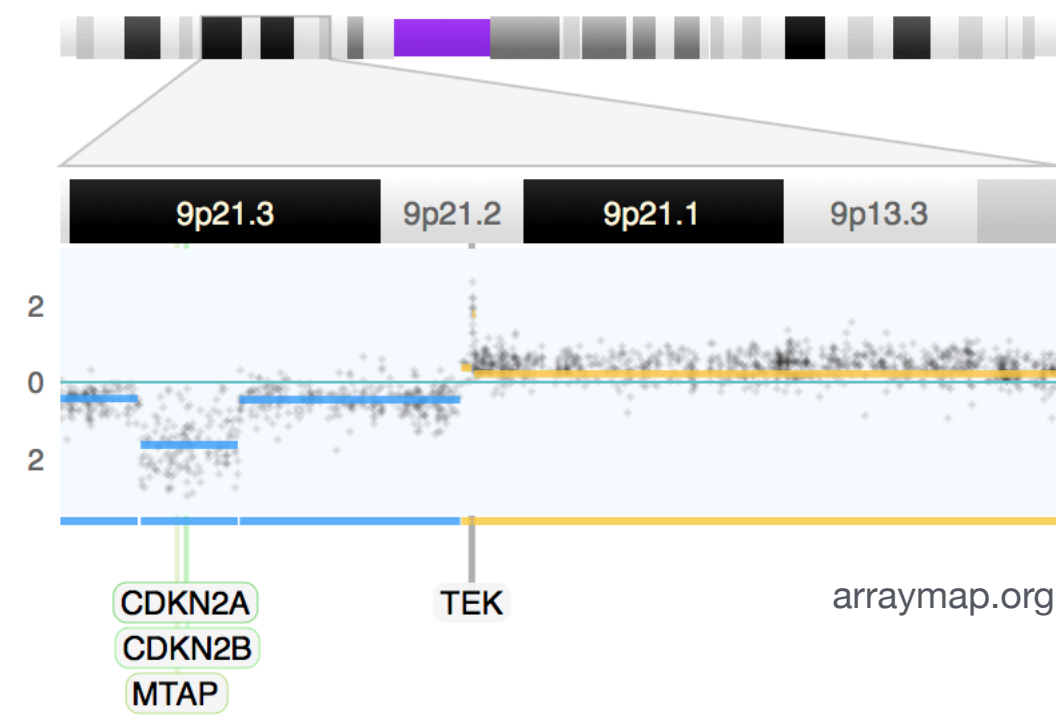 9p21.3 9p21.2 9p21.1 9p13.3
2
0
2
CDKN2A TEK arraymap.org
CDKN2B
MTAP